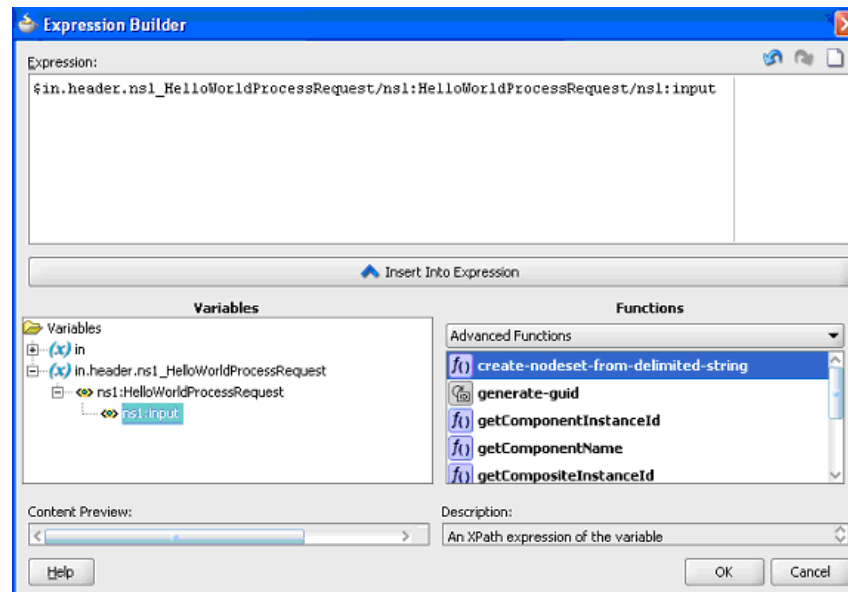 Expression Builder
Expression:
$in.header.ns1_HelloWorldProcessRequest/ns1:HelloWorldProcessRequest/ns1:input
Insert Into Expression
Variables
Variables
(x) in
(x) in.header.ns1_HelloWorldProcessRequest
ns1:HelloWorldProcessRequest
ns1:input
Functions
Advanced Functions
f() create-nodeset-from-delimited-string
generate-guid
f() getComponentInstanceId
f() getComponentName
f() getCompositeInstanceId
Content Preview:
Description:
An XPath expression of the variable
Help
OK
Cancel